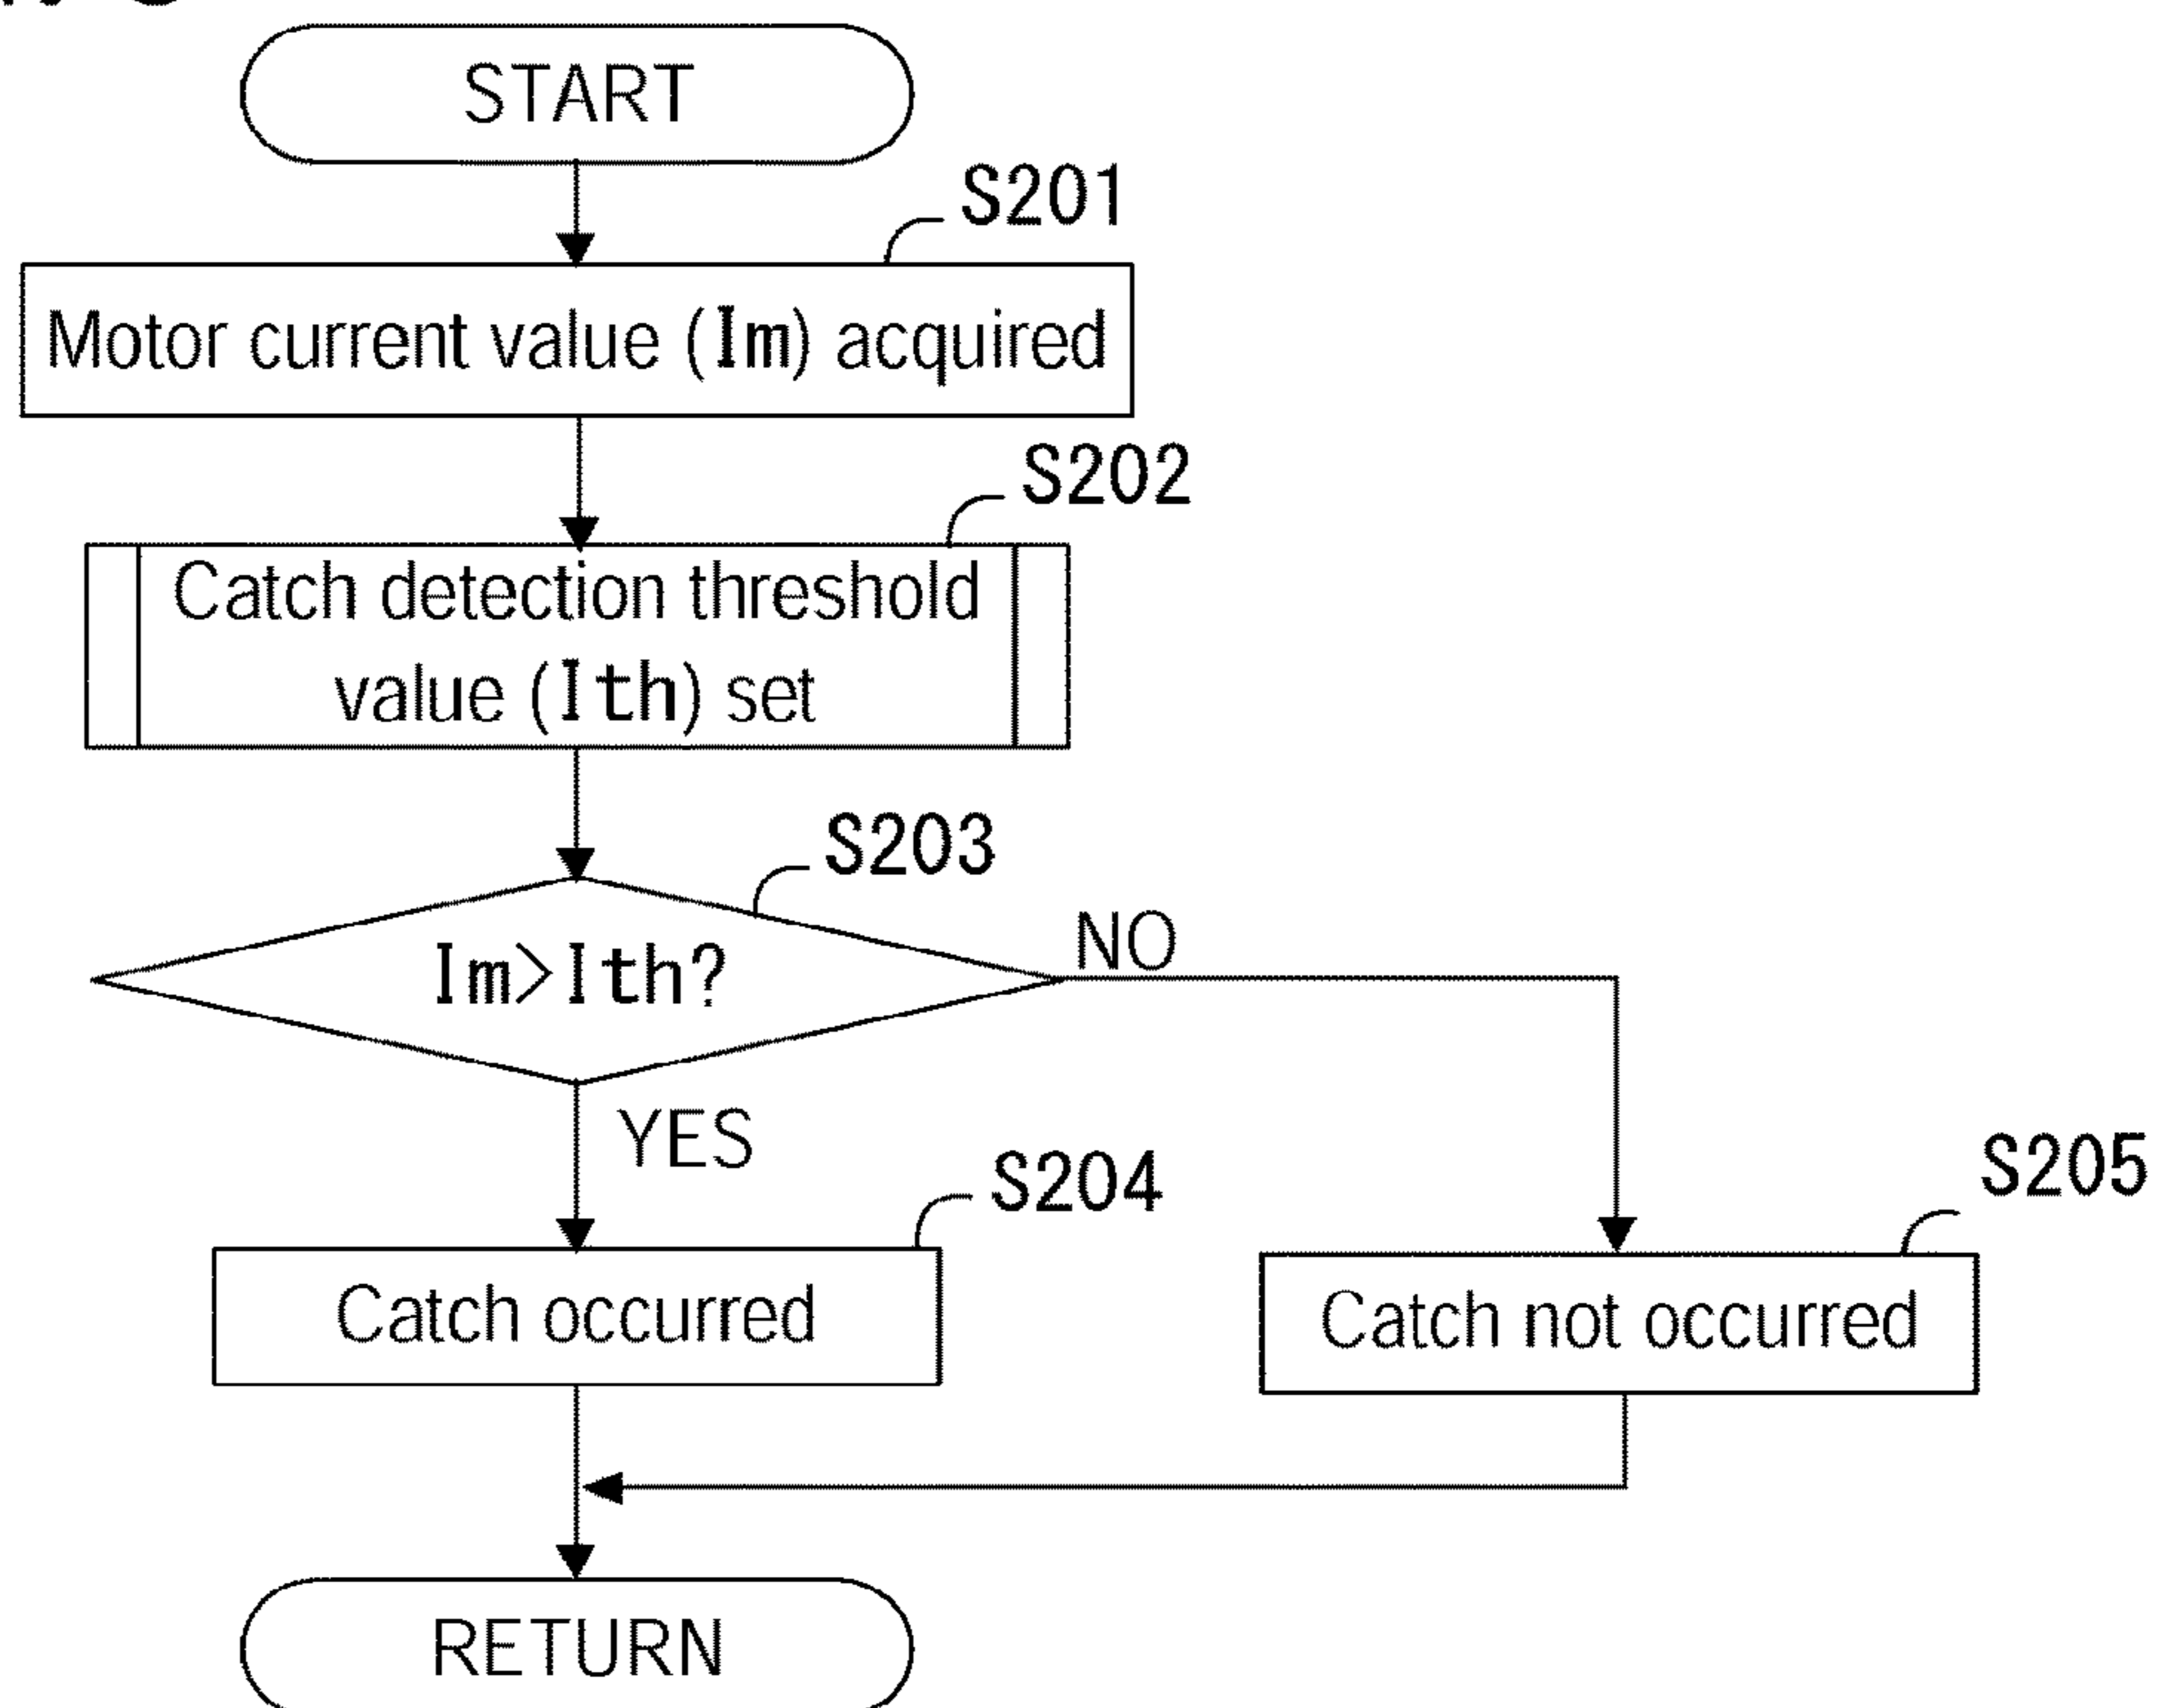 START
S201
Motor current value (Im) acquired
S202
Catch detection threshold
value (Ith) set
S203
Im>Ith?
NO
YES
S204
S205
Catch occurred
Catch not occurred
RETURN